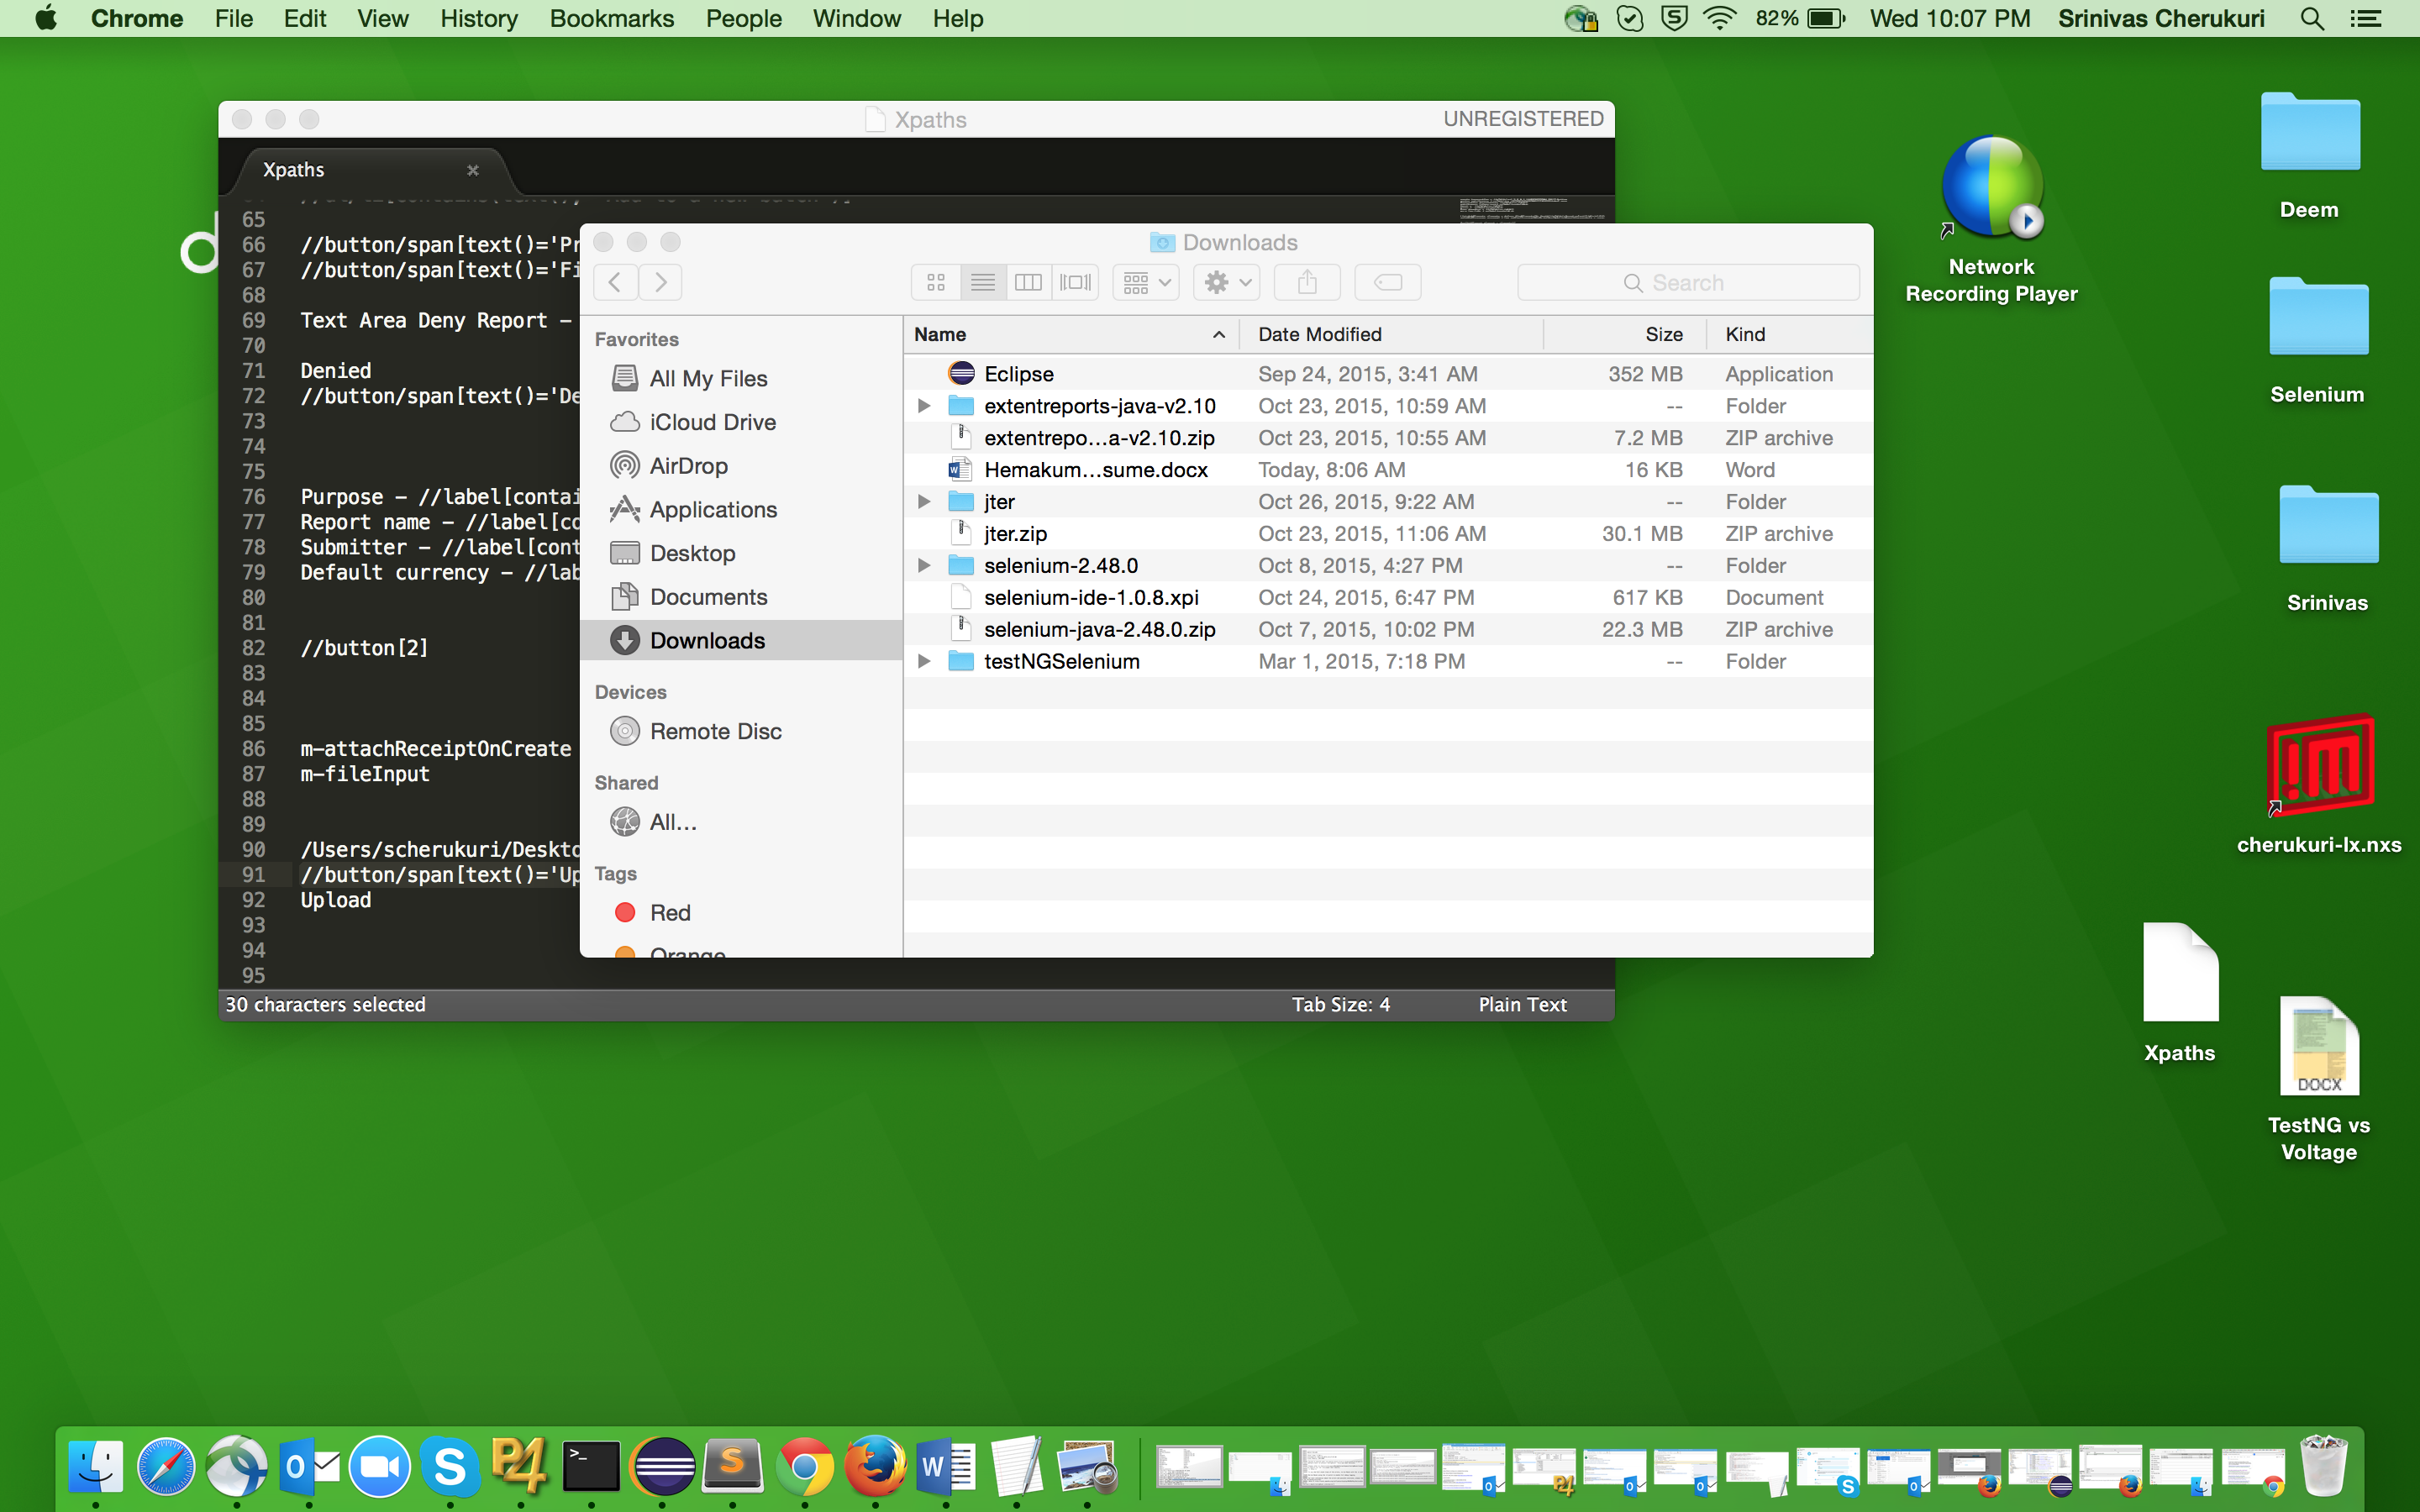 Chrome File Edit View History Bookmarks People Window Help
82% Wed 10:07 PM Srinivas Cherukuri
Xpaths
UNREGISTERED
Xpaths
65
66 //button/span[text()='Pr
67 //button/span[text()='Fi
68
69 Text Area Deny Report -
70
71 Denied
72 //button/span[text()='De
73
74
75
76 Purpose - //label[contai
77 Report name - //label[co
78 Submitter - //label[cont
79 Default currency - //lab
80
81
82 //button[2]
83
84
85
86 m-attachReceiptOnCreate
87 m-fileInput
88
89
90 /Users/scherukuri/Deskto
91 //button/span[text()='Up
92 Upload
93
94
95
30 characters selected
Tab Size: 4
Plain Text
Downloads
Search
Favorites
All My Files
iCloud Drive
AirDrop
Applications
Desktop
Documents
Downloads
Devices
Remote Disc
Shared
All...
Tags
Red
Orange
Name Date Modified Size Kind
Eclipse Sep 24, 2015, 3:41 AM 352 MB Application
extentreports-java-v2.10 Oct 23, 2015, 10:59 AM -- Folder
extentrepo...a-v2.10.zip Oct 23, 2015, 10:55 AM 7.2 MB ZIP archive
Hemakum...sume.docx Today, 8:06 AM 16 KB Word
jter Oct 26, 2015, 9:22 AM -- Folder
jter.zip Oct 23, 2015, 11:06 AM 30.1 MB ZIP archive
selenium-2.48.0 Oct 8, 2015, 4:27 PM -- Folder
selenium-ide-1.0.8.xpi Oct 24, 2015, 6:47 PM 617 KB Document
selenium-java-2.48.0.zip Oct 7, 2015, 10:02 PM 22.3 MB ZIP archive
testNGSelenium Mar 1, 2015, 7:18 PM -- Folder
Network
Recording Player
Deem
Selenium
Srinivas
cherukuri-lx.nxs
Xpaths
DOCX
TestNG vs
Voltage